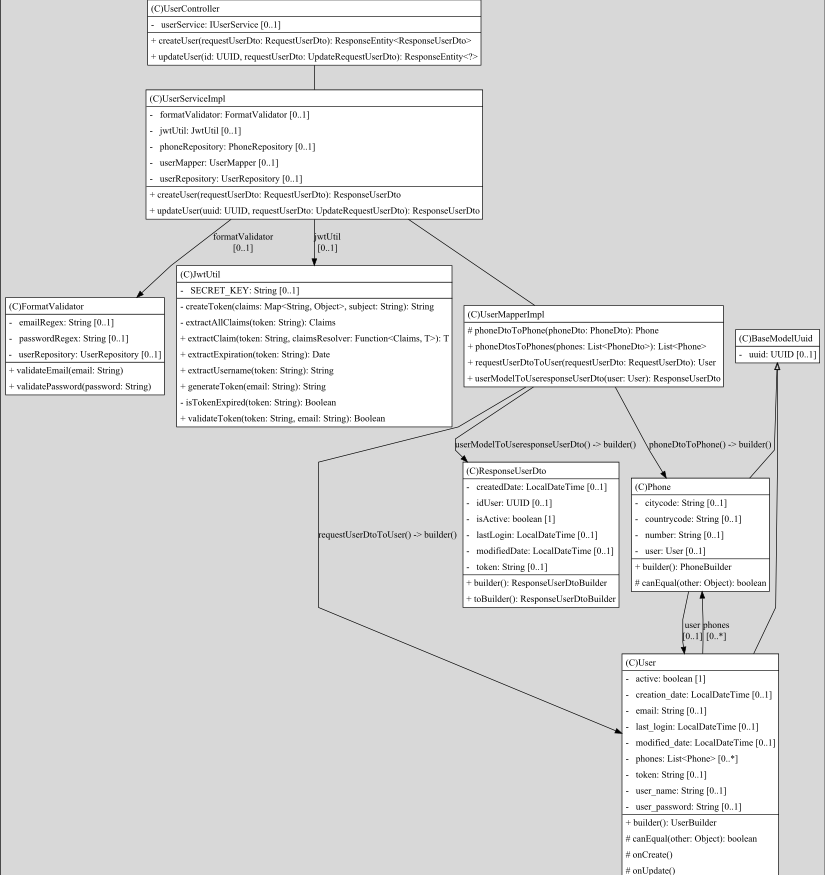 (C)UserController
- userService: IUserService [0..1]
+ createUser(requestUserDto: RequestUserDto): ResponseEntity<ResponseUserDto>
+ updateUser(id: UUID, requestUserDto: UpdateRequestUserDto): ResponseEntity<?>
(C)UserServiceImpl
- formatValidator: FormatValidator [0..1]
- jwtUtil: JwtUtil [0..1]
- phoneRepository: PhoneRepository [0..1]
- userMapper: UserMapper [0..1]
- userRepository: UserRepository [0..1]
+ createUser(requestUserDto: RequestUserDto): ResponseUserDto
+ updateUser(uuid: UUID, requestUserDto: UpdateRequestUserDto): ResponseUserDto
formatValidator
[0..1]
jwtUtil
[0..1]
(C)FormatValidator
- emailRegex: String [0..1]
- passwordRegex: String [0..1]
- userRepository: UserRepository [0..1]
+ validateEmail(email: String)
+ validatePassword(password: String)
(C)JwtUtil
- SECRET_KEY: String [0..1]
- createToken(claims: Map<String, Object>, subject: String): String
- extractAllClaims(token: String): Claims
+ extractClaim(token: String, claimsResolver: Function<Claims, T>): T
+ extractExpiration(token: String): Date
+ extractUsername(token: String): String
+ generateToken(email: String): String
- isTokenExpired(token: String): Boolean
+ validateToken(token: String, email: String): Boolean
(C)UserMapperImpl
# phoneDtoToPhone(phoneDto: PhoneDto): Phone
+ phoneDtosToPhones(phones: List<PhoneDto>): List<Phone>
+ requestUserDtoToUser(requestUserDto: RequestUserDto): User
+ userModelToUseresponseUserDto(user: User): ResponseUserDto
(C)BaseModelUuid
- uuid: UUID [0..1]
userModelToUseresponseUserDto() -> builder()
phoneDtoToPhone() -> builder()
requestUserDtoToUser() -> builder()
(C)ResponseUserDto
- createdDate: LocalDateTime [0..1]
- idUser: UUID [0..1]
- isActive: boolean [1]
- lastLogin: LocalDateTime [0..1]
- modifiedDate: LocalDateTime [0..1]
- token: String [0..1]
+ builder(): ResponseUserDtoBuilder
+ toBuilder(): ResponseUserDtoBuilder
(C)Phone
- citycode: String [0..1]
- countrycode: String [0..1]
- number: String [0..1]
- user: User [0..1]
+ builder(): PhoneBuilder
# canEqual(other: Object): boolean
user phones
[0..1] [0..*]
(C)User
- active: boolean [1]
- creation_date: LocalDateTime [0..1]
- email: String [0..1]
- last_login: LocalDateTime [0..1]
- modified_date: LocalDateTime [0..1]
- phones: List<Phone> [0..*]
- token: String [0..1]
- user_name: String [0..1]
- user_password: String [0..1]
+ builder(): UserBuilder
# canEqual(other: Object): boolean
# onCreate()
# onUpdate()